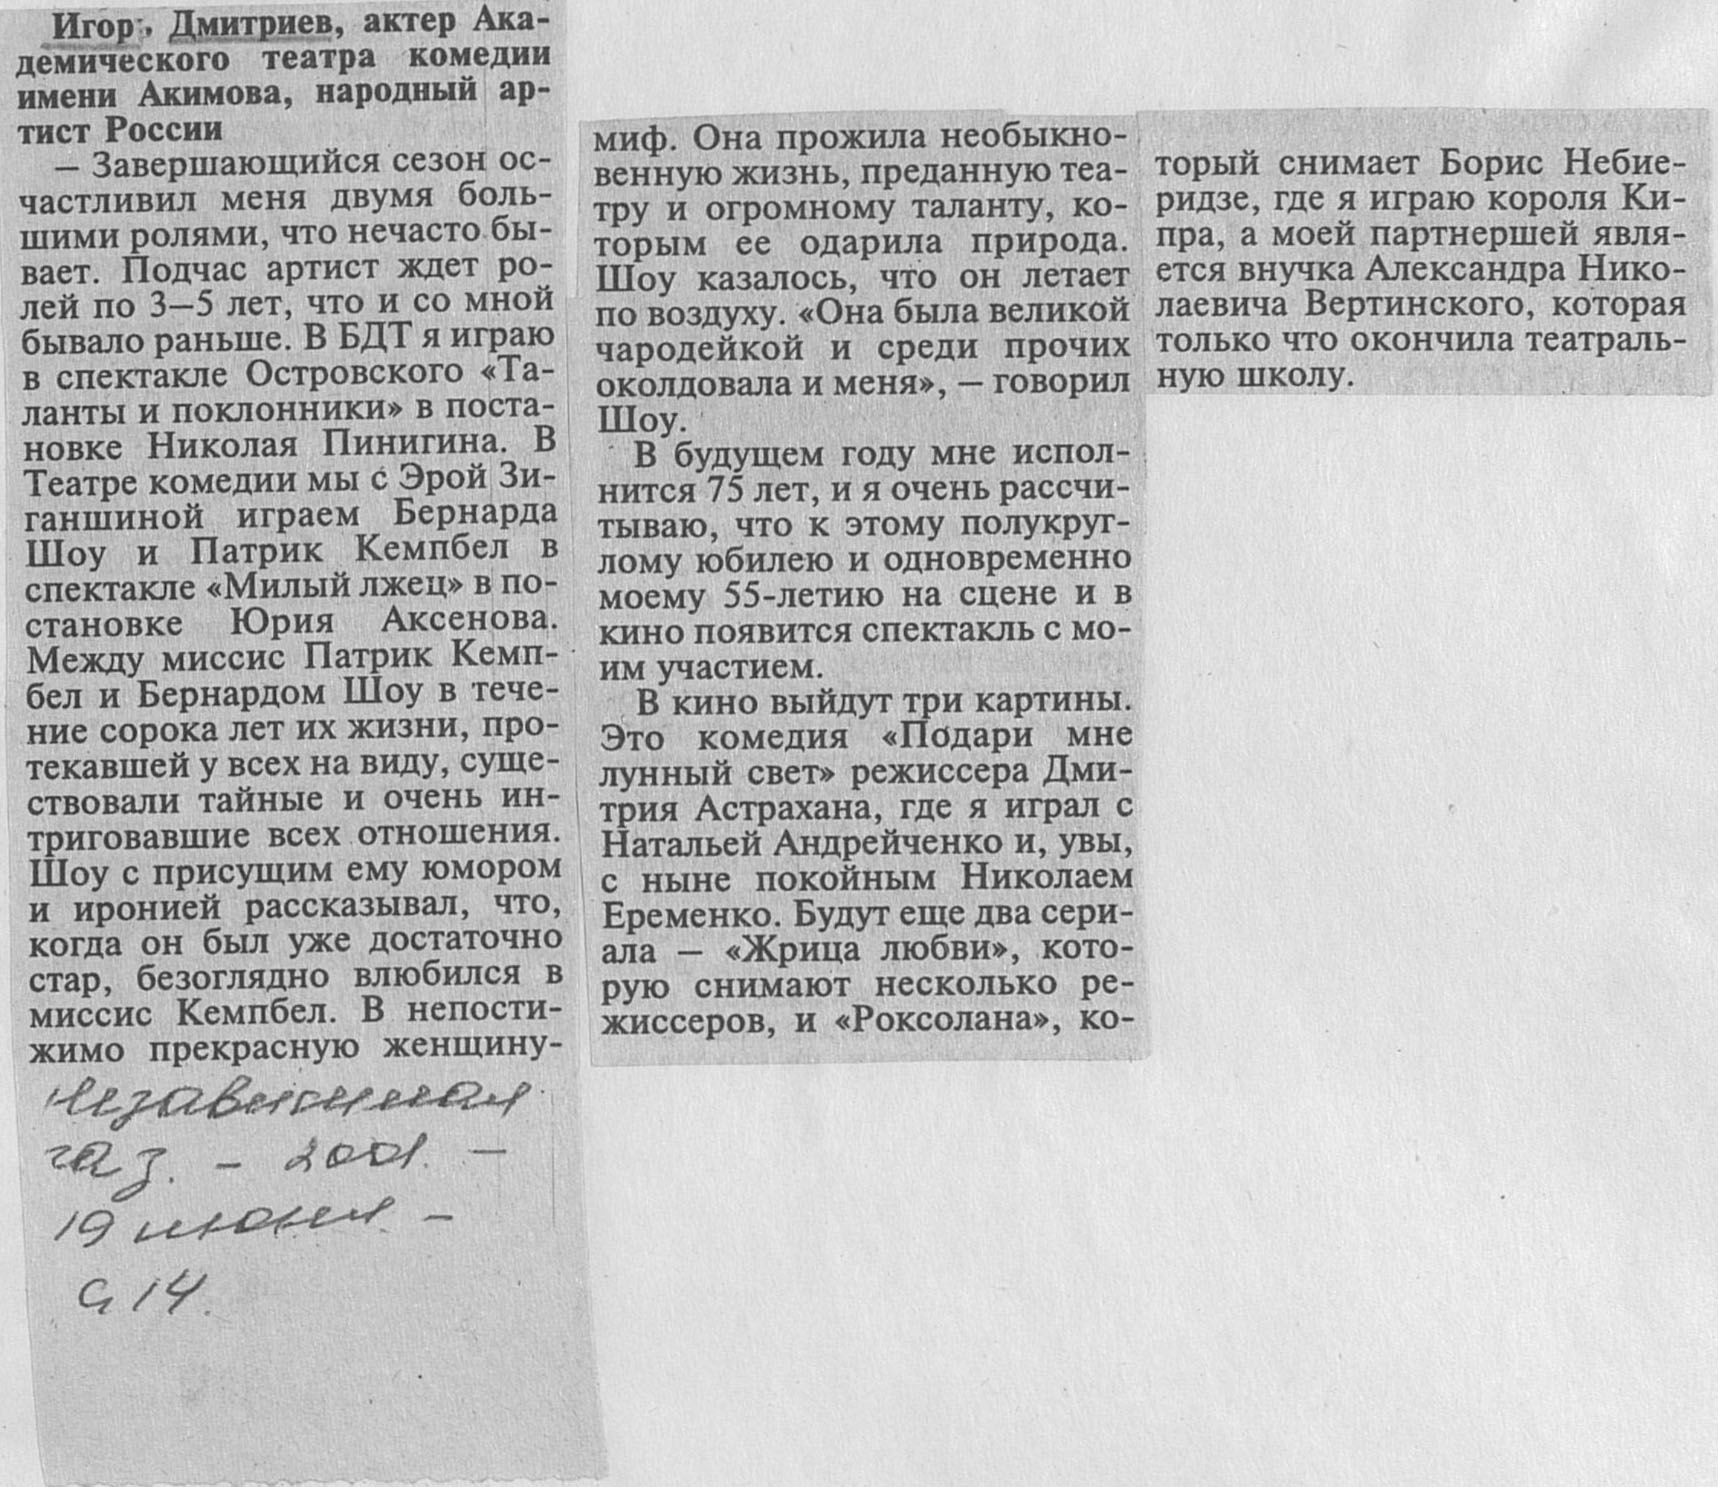 Игорь Дмитриев, актер Ака-
демического театра комедии
имени Акимова, народный ар-
тист России
— Завершающийся сезон ос-
частливил меня двумя боль-
шими ролями, что нечасто бы-
вает. Подчас артист ждет ро-
лей по 3—5 лет, что и со мной
бывало раньше. В БДТ я играю
в спектакле Островского «Та-
ланты и поклонники» в поста-
новке Николая Пинигина. В
Театре комедии мы с Эрой Зи-
ганшиной играем Бернарда
Шоу и Патрик Кемпбел в
спектакле «Милый лжец» в по-
становке Юрия Аксенова.
Между миссис Патрик Кемп-
бел и Бернардом Шоу в тече-
ние сорока лет их жизни, про-
текавшей у всех на виду, суще-
ствовали тайные и очень ин-
триговавшие всех отношения.
Шоу с присущим ему юмором
и иронией рассказывал, что,
когда он был уже достаточно
стар, безоглядно влюбился в
миссис Кемпбел. В непости-
жимо прекрасную женщину-
миф. Она прожила необыкно-
венную жизнь, преданную теа-
тру и огромному таланту, ко-
торым ее одарила природа.
Шоу казалось, что он летает
по воздуху. «Она была великой
чародейкой и среди прочих
околдовала и меня», — говорил
Шоу.
В будущем году мне испол-
нится 75 лет, и я очень рассчи-
тываю, что к этому полукруг-
лому юбилею и одновременно
моему 55-летию на сцене и в
кино появится спектакль с мо-
им участием.
В кино выйдут три картины.
Это комедия «Подари мне
лунный свет» режиссера Дми-
трия Астрахана, где я играл с
Натальей Андрейченко и, увы,
с ныне покойным Николаем
Еременко. Будут еще два сери-
ала — «Жрица любви», кото-
рую снимают несколько ре-
жиссеров, и «Роксолана», ко-
торый снимает Борис Небие-
ридзе, где я играю короля Ки-
пра, а моей партнершей явля-
ется внучка Александра Нико-
лаевича Вертинского, которая
только что окончила театраль-
ную школу.
Независимая
газ. - 2001. -
19 июня. -
с 14.